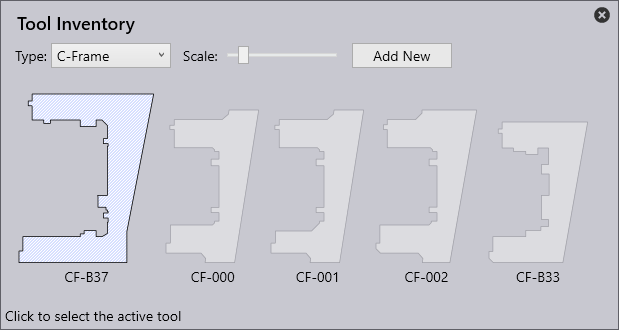 Tool Inventory
Type: C-Frame Scale: Add New
CF-B37 CF-000 CF-001 CF-002 CF-B33
Click to select the active tool